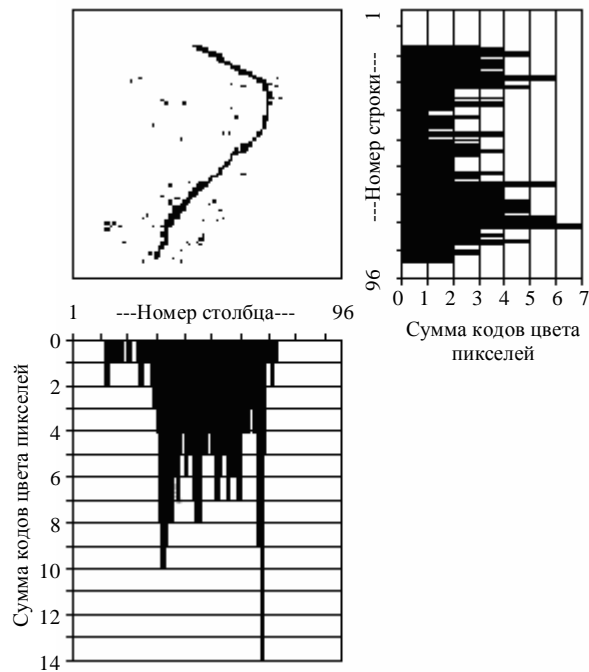 1 ---Номер столбца--- 96
0
2
4
6
8
10
12
14
Сумма кодов цвета пикселей
1
---Номер строки---
96
0 1 2 3 4 5 6 7
Сумма кодов цвета
пикселей